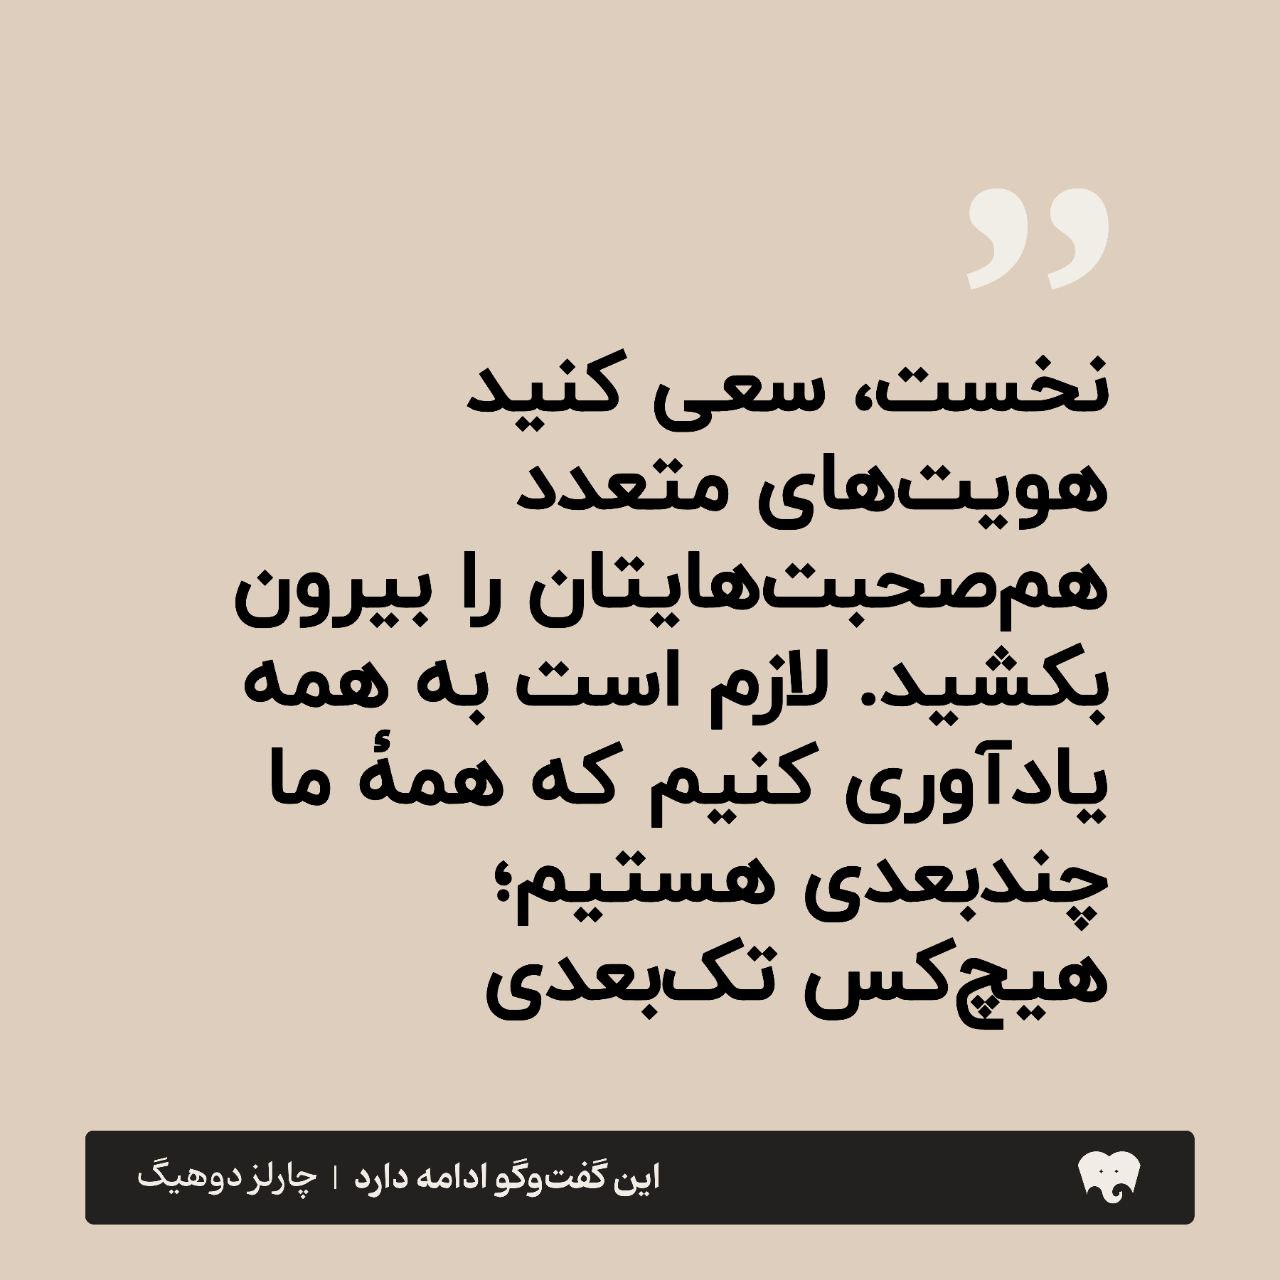 نخست، سعی کنید
هویت‌های متعدد
هم‌صحبت‌هایتان را بیرون
بکشید. لازم است به همه
یادآوری کنیم که همهٔ ما
چندبعدی هستیم؛
هیچ‌کس تک‌بعدی
این گفت‌وگو ادامه دارد | چارلز دوهیگ